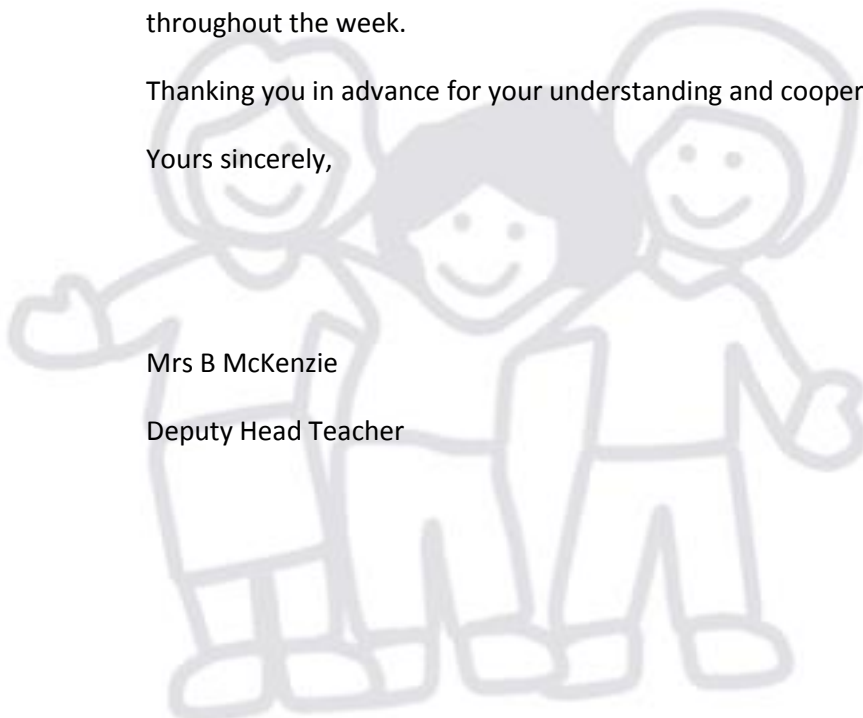 throughout the week.
Thanking you in advance for your understanding and cooper
Yours sincerely,
Mrs B McKenzie
Deputy Head Teacher